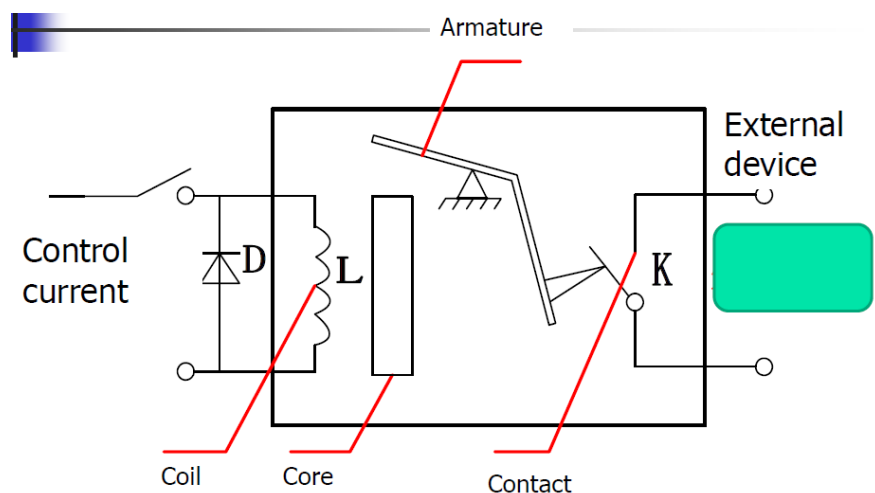 Armature
External
device
Control
current
D
L
K
Coil
Core
Contact